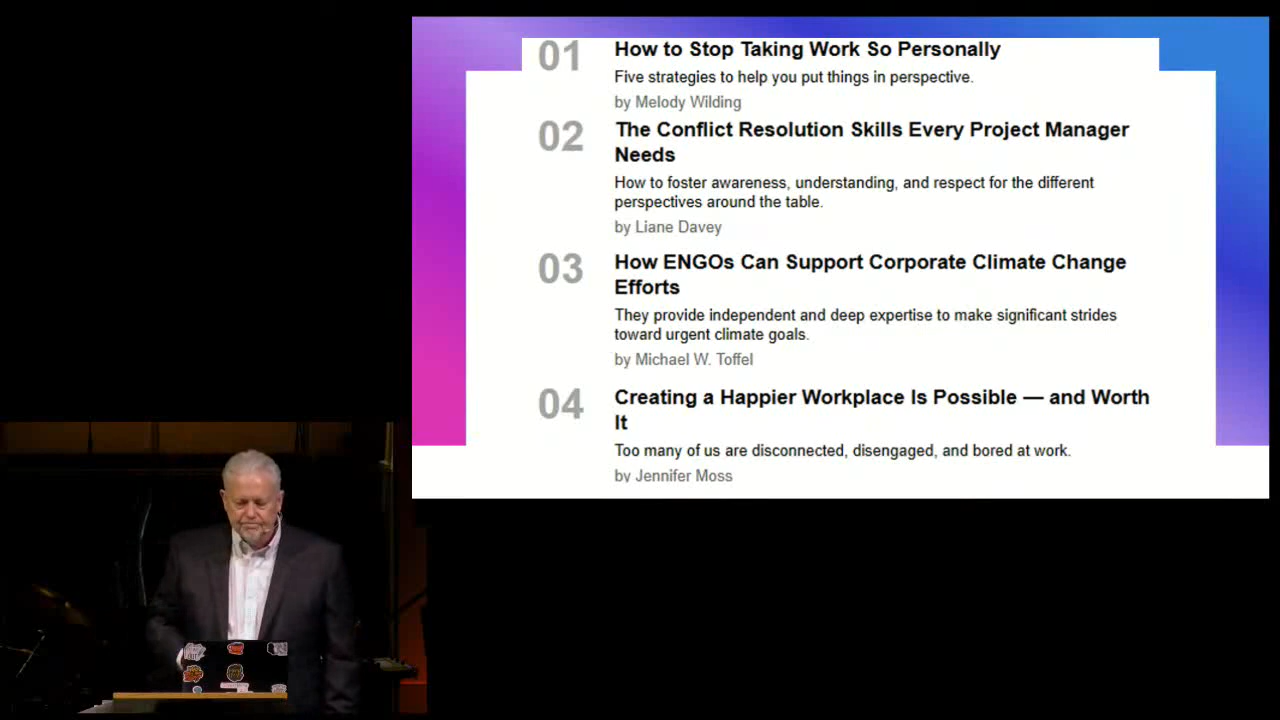 01
How to Stop Taking Work So Personally
Five strategies to help you put things in perspective.
by Melody Wilding
02
The Conflict Resolution Skills Every Project Manager
Needs
How to foster awareness, understanding, and respect for the different
perspectives around the table.
by Liane Davey
03
How ENGOs Can Support Corporate Climate Change
Efforts
They provide independent and deep expertise to make significant strides
toward urgent climate goals.
by Michael W. Toffel
04
Creating a Happier Workplace Is Possible — and Worth
It
Too many of us are disconnected, disengaged, and bored at work.
by Jennifer Moss